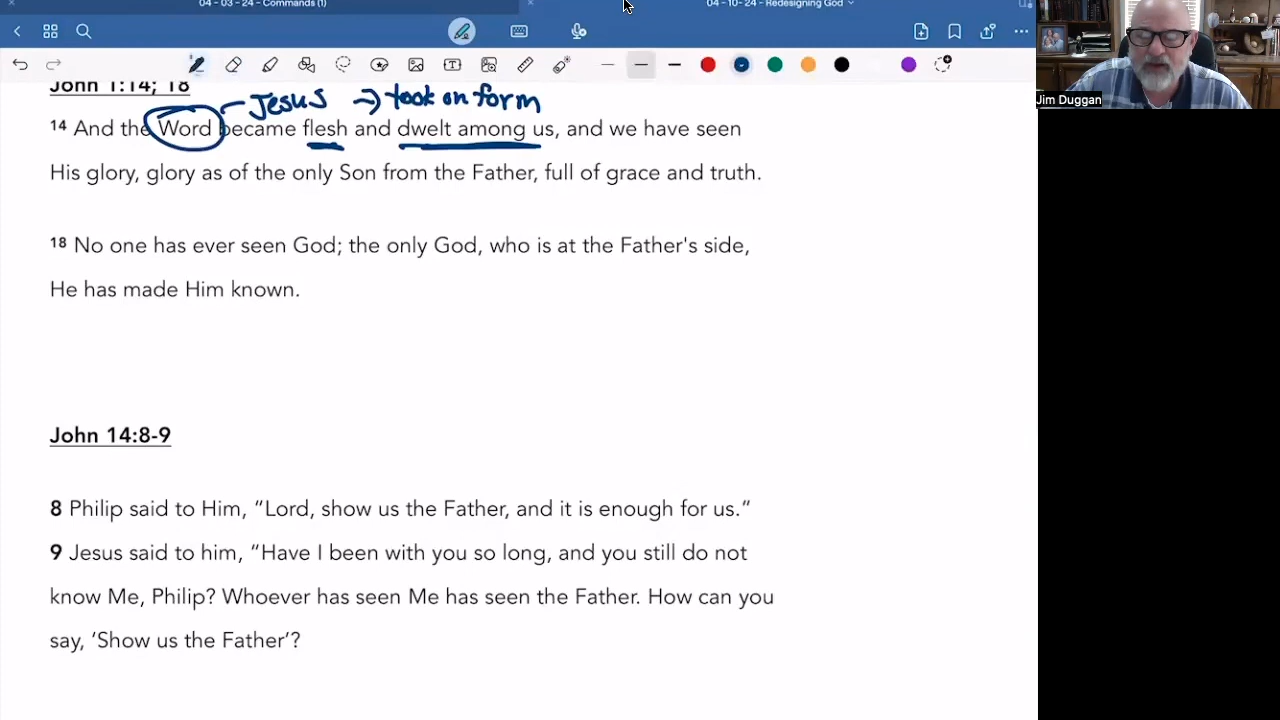 04 - 03 - 24 - Commands (1)
04 - 10 - 24 - Redesigning God
John 1:14; 18
Jesus → took on form
14 And the Word became flesh and dwelt among us, and we have seen
His glory, glory as of the only Son from the Father, full of grace and truth.
18 No one has ever seen God; the only God, who is at the Father's side,
He has made Him known.
John 14:8-9
8 Philip said to Him, “Lord, show us the Father, and it is enough for us.”
9 Jesus said to him, “Have I been with you so long, and you still do not
know Me, Philip? Whoever has seen Me has seen the Father. How can you
say, ‘Show us the Father’?
Jim Duggan